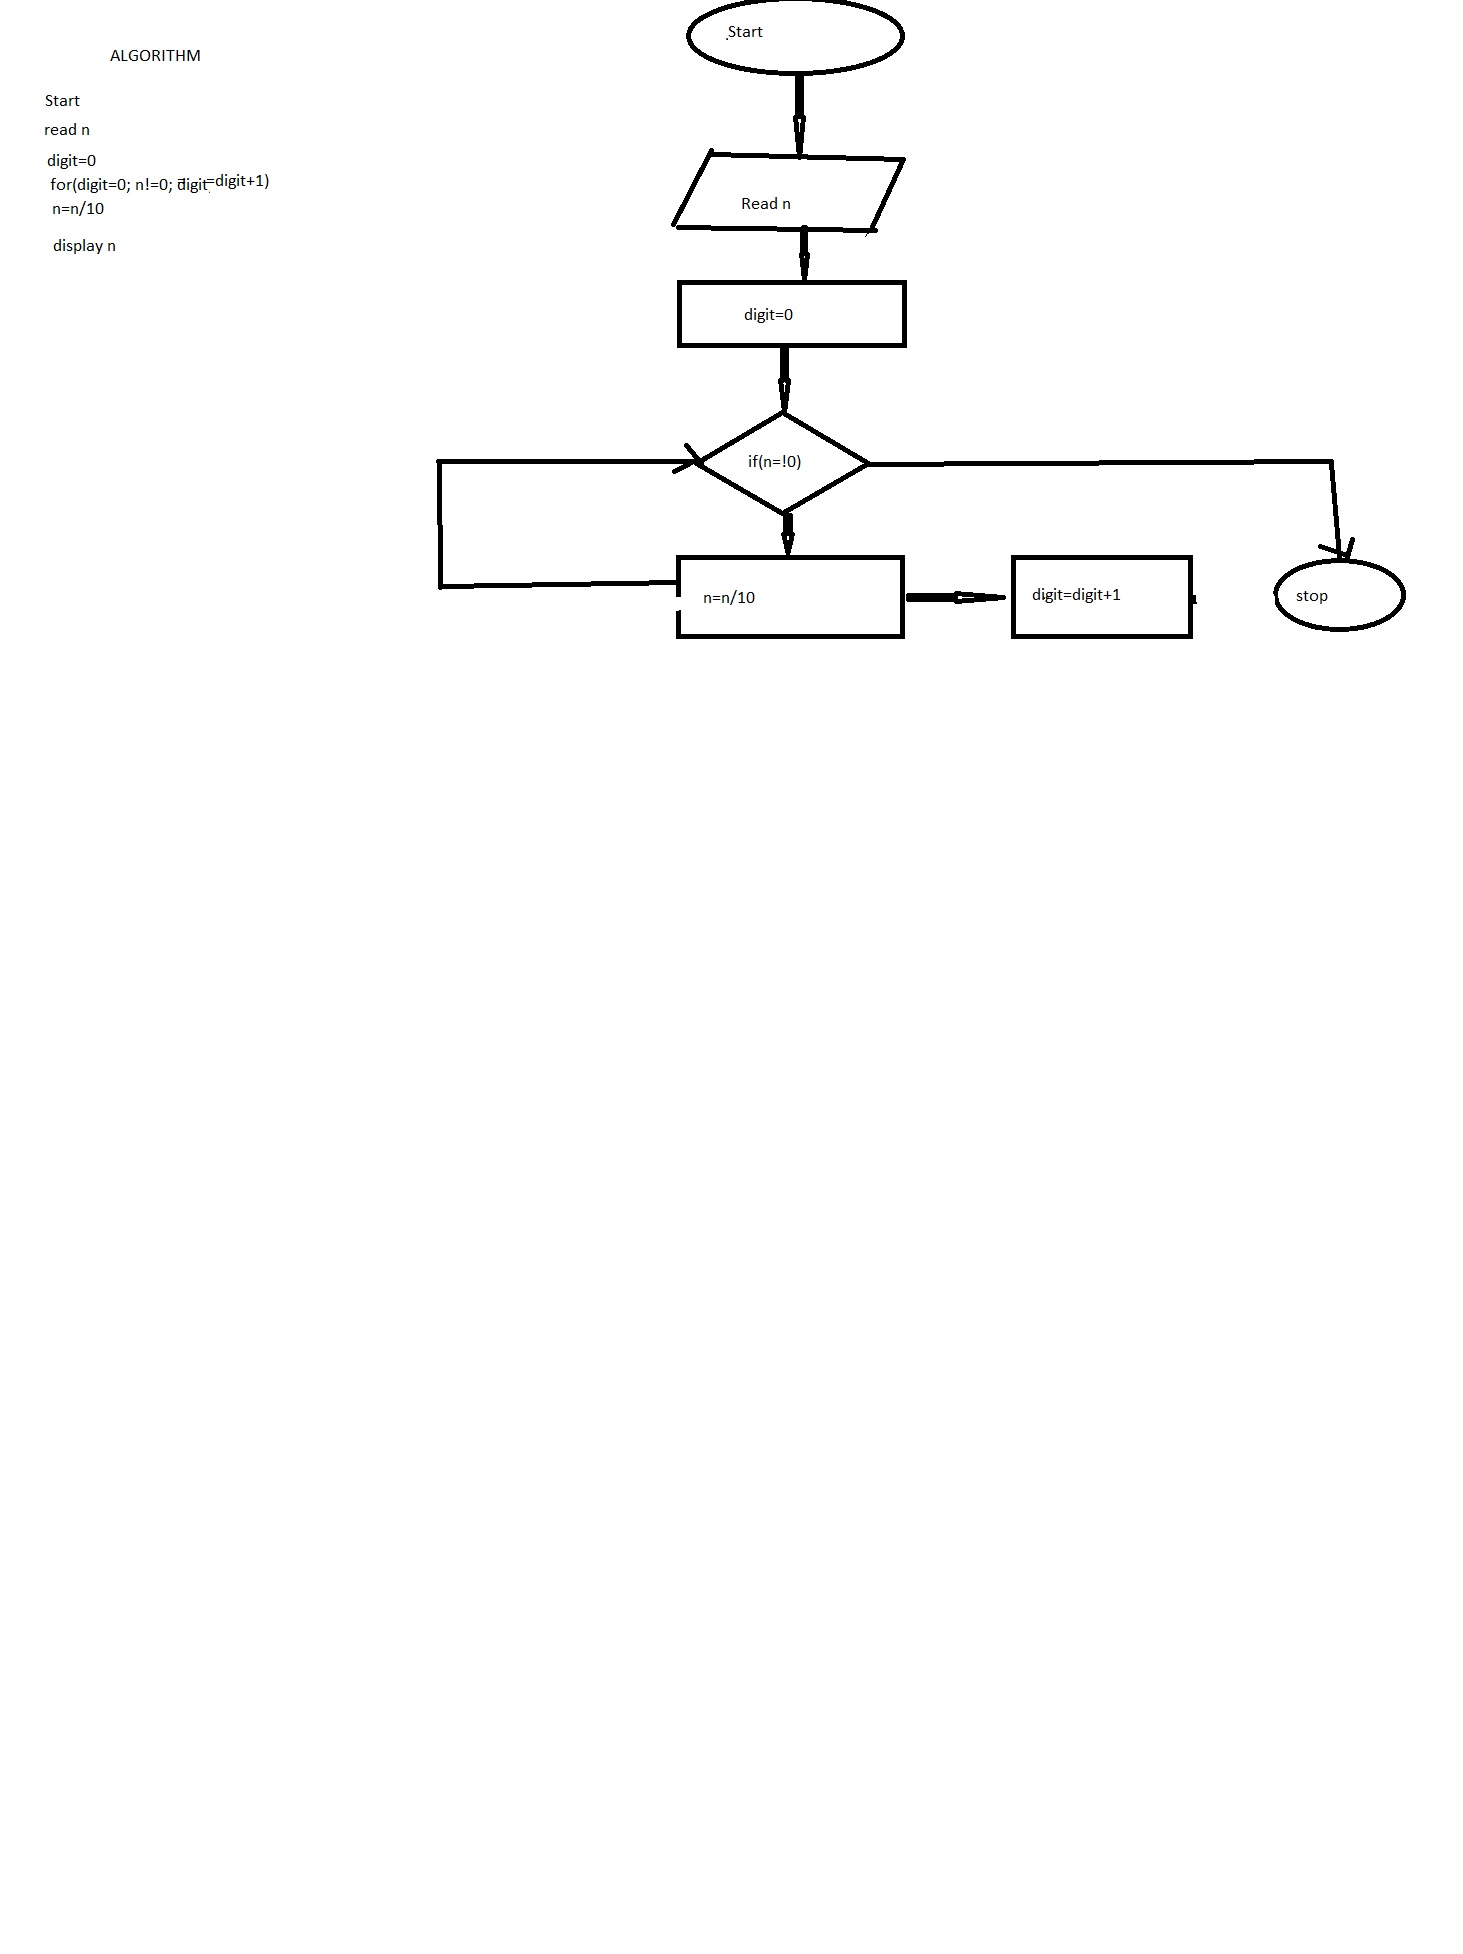 ALGORITHM
Start
read n
digit=0
for(digit=0; n!=0; digit=digit+1)
n=n/10
display n
Start
Read n
digit=0
if(n=!0)
n=n/10
digit=digit+1
stop